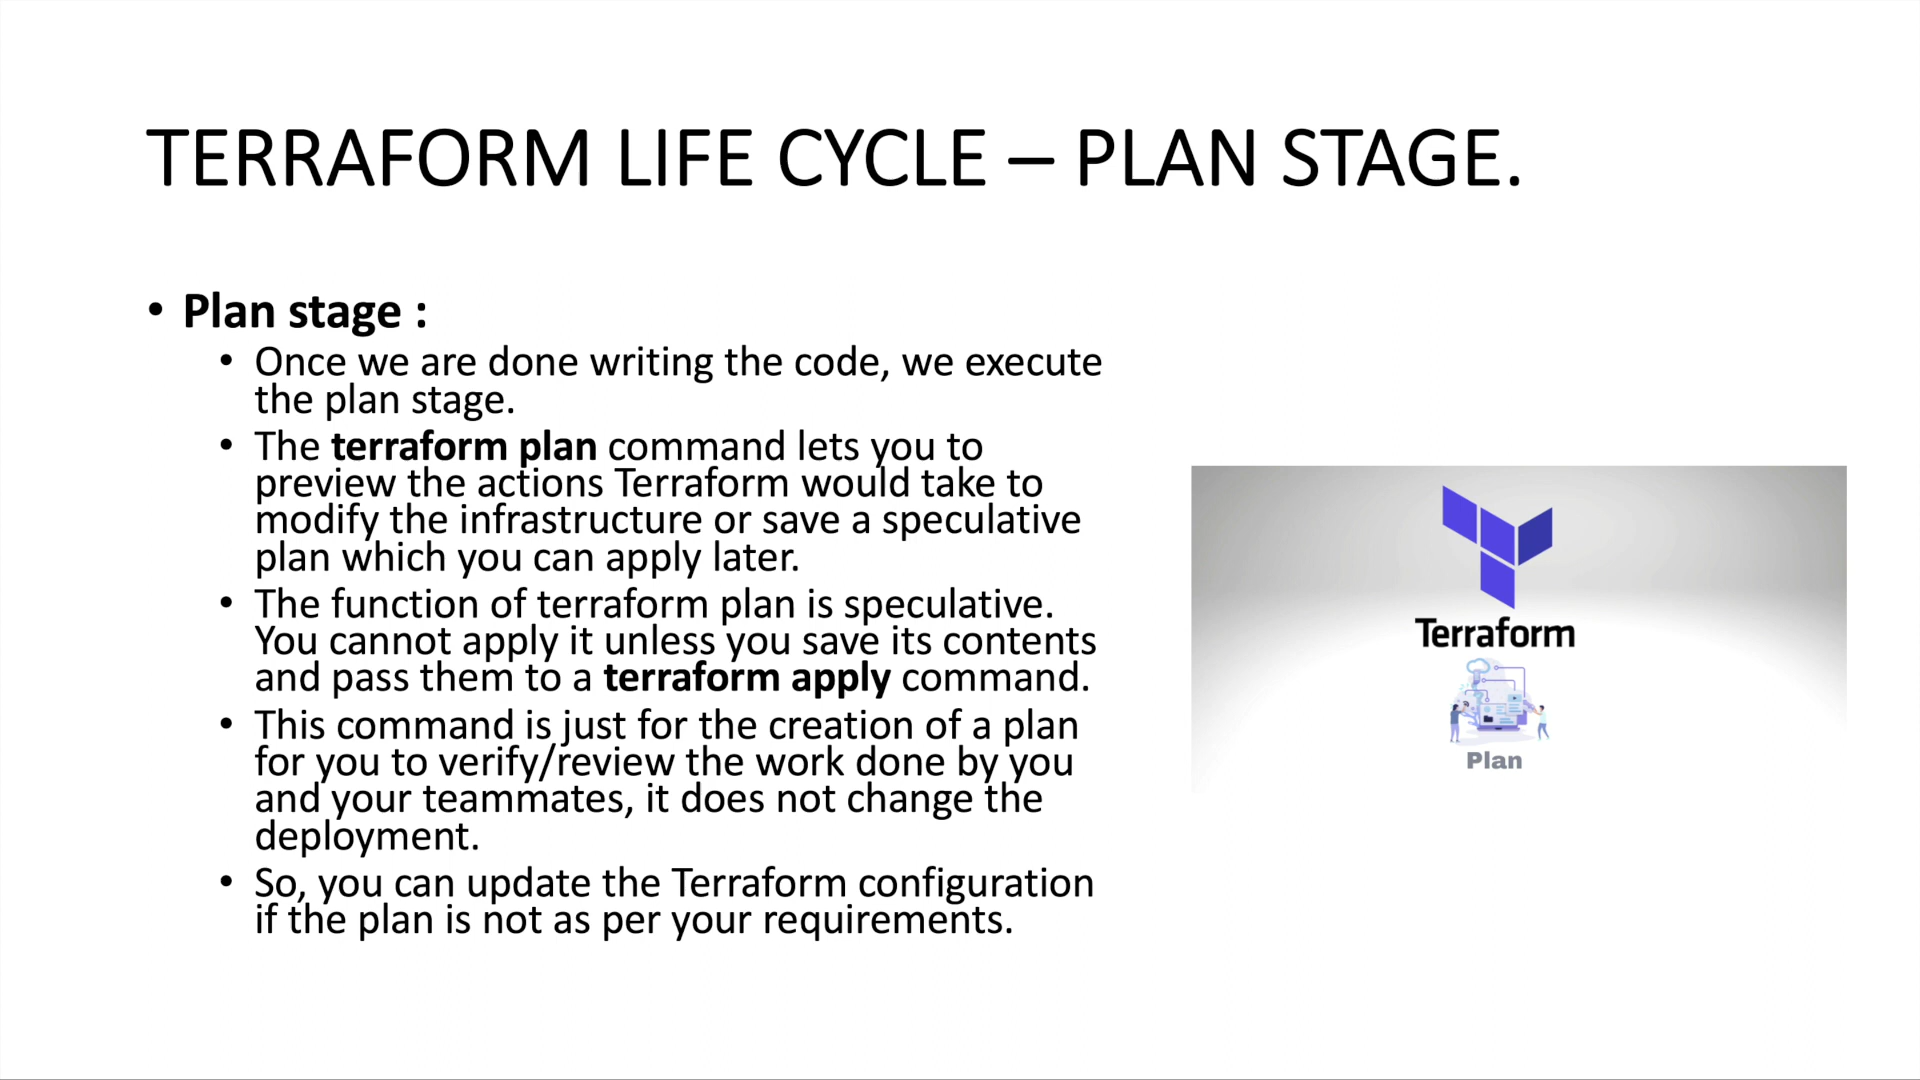 TERRAFORM LIFE CYCLE – PLAN STAGE.
• Plan stage :
• Once we are done writing the code, we execute
the plan stage.
• The terraform plan command lets you to
preview the actions Terraform would take to
modify the infrastructure or save a speculative
plan which you can apply later.
• The function of terraform plan is speculative.
You cannot apply it unless you save its contents
and pass them to a terraform apply command.
• This command is just for the creation of a plan
for you to verify/review the work done by you
and your teammates, it does not change the
deployment.
• So, you can update the Terraform configuration
if the plan is not as per your requirements.
Terraform
Plan